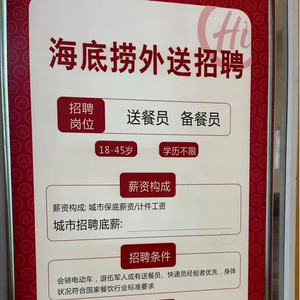 Hi
海底捞外送招聘
招聘
岗位
送餐员 备餐员
18-45岁 学历不限
薪资构成
薪资构成: 城市保底薪资/计件工资
城市招聘底薪:
招聘条件
会骑电动车，退伍军人或有送餐员、快递员经验者优先，身体
状况符合国家餐饮行业标准要求